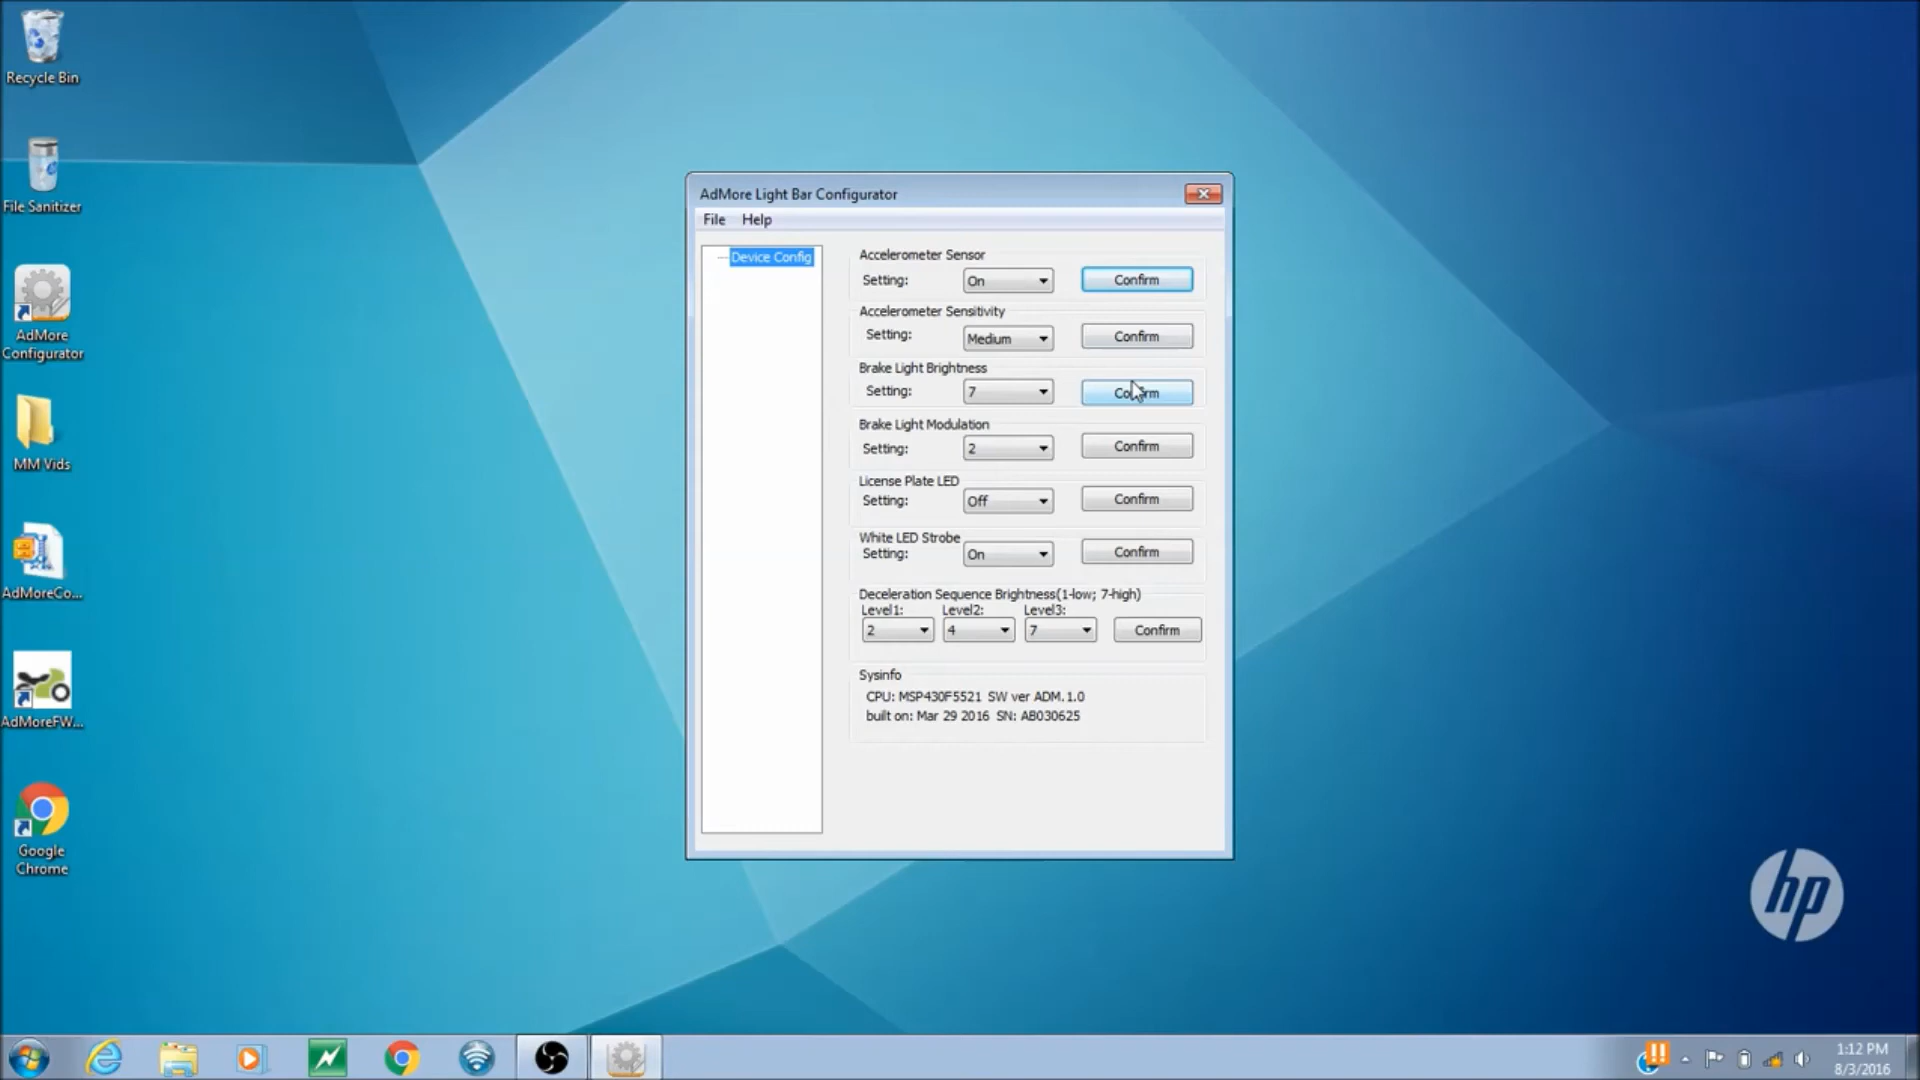 Recycle Bin
File Sanitizer
AdMore
Configurator
MM Vids
AdMoreCo...
AdMoreFW...
Google
Chrome
AdMore Light Bar Configurator
File Help
Device Config
Accelerometer Sensor
Setting: On Confirm
Accelerometer Sensitivity
Setting: Medium Confirm
Brake Light Brightness
Setting: 7 Confirm
Brake Light Modulation
Setting: 2 Confirm
License Plate LED
Setting: Off Confirm
White LED Strobe
Setting: On Confirm
Deceleration Sequence Brightness(1-low; 7-high)
Level1: Level2: Level3:
2 4 7 Confirm
Sysinfo
CPU: MSP430F5521 SW ver ADM.1.0
built on: Mar 29 2016 SN: AB030625
hp
1:12 PM
8/3/2016